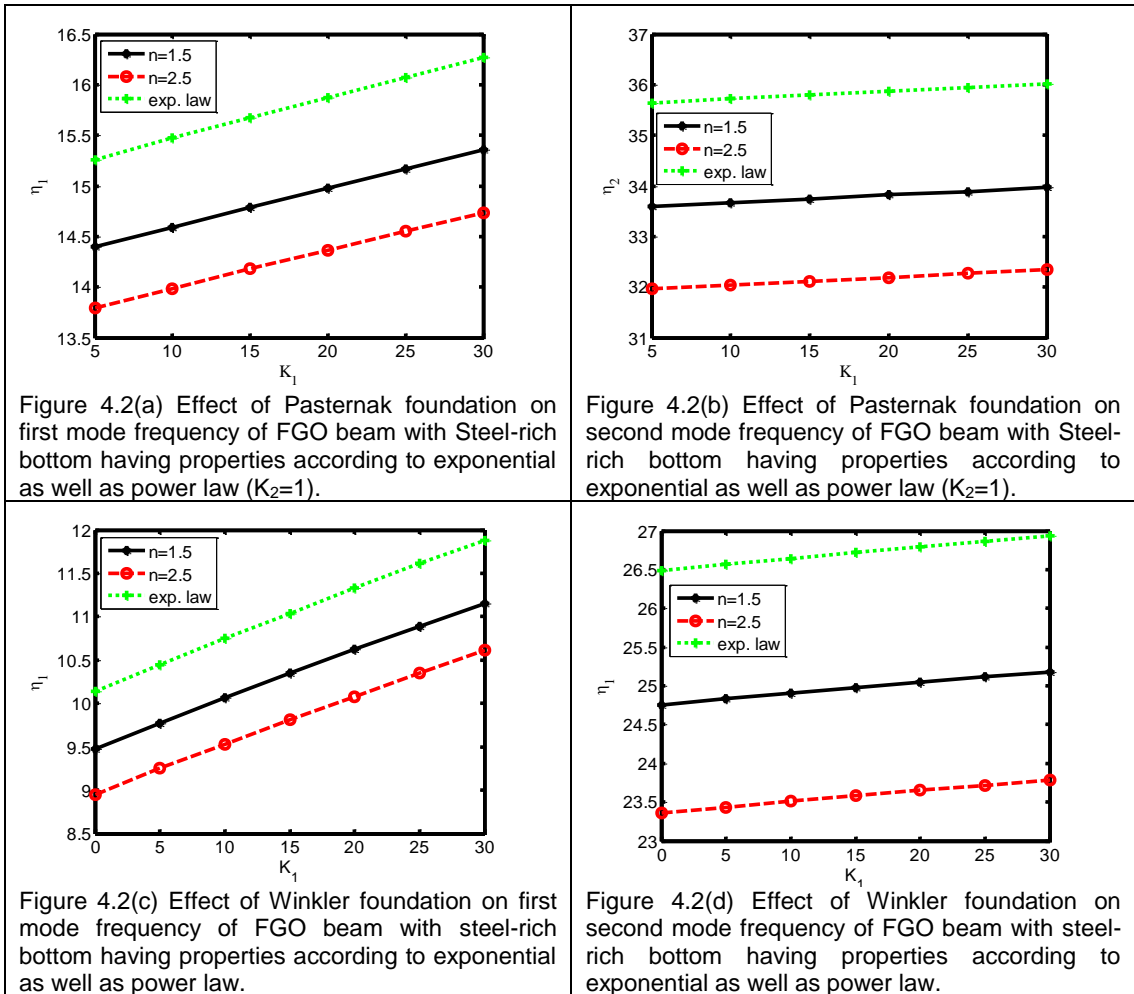 16.5
16
15.5
15
14.5
14
13.5
η1
n=1.5
n=2.5
exp. law
5 10 15 20 25 30
K1
Figure 4.2(a) Effect of Pasternak foundation on
first mode frequency of FGO beam with Steel-rich
bottom having properties according to exponential
as well as power law (K2=1).
37
36
35
34
33
32
31
η2
n=1.5
n=2.5
exp. law
5 10 15 20 25 30
K1
Figure 4.2(b) Effect of Pasternak foundation on
second mode frequency of FGO beam with Steel-
rich bottom having properties according to
exponential as well as power law (K2=1).
12
11.5
11
10.5
10
9.5
9
8.5
η1
n=1.5
n=2.5
exp. law
0 5 10 15 20 25 30
K1
Figure 4.2(c) Effect of Winkler foundation on first
mode frequency of FGO beam with steel-rich
bottom having properties according to exponential
as well as power law.
27
26.5
26
25.5
25
24.5
24
23.5
23
η1
n=1.5
n=2.5
exp. law
0 5 10 15 20 25 30
K1
Figure 4.2(d) Effect of Winkler foundation on
second mode frequency of FGO beam with steel-
rich bottom having properties according to
exponential as well as power law.